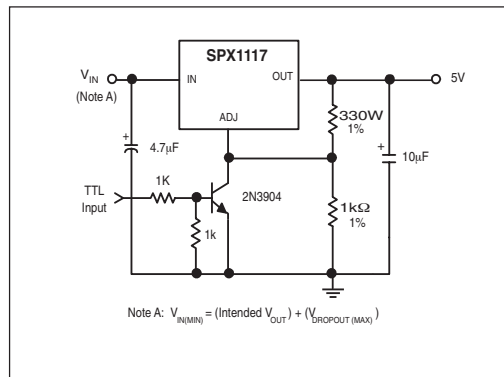 SPX1117
V_IN
(Note A)
IN
OUT
5V
ADJ
330W
1%
+
4.7µF
+
10µF
TTL
Input
1K
2N3904
1kΩ
1%
1k
Note A: V_IN(MIN) = (Intended V_OUT ) + (V_DROPOUT (MAX) )